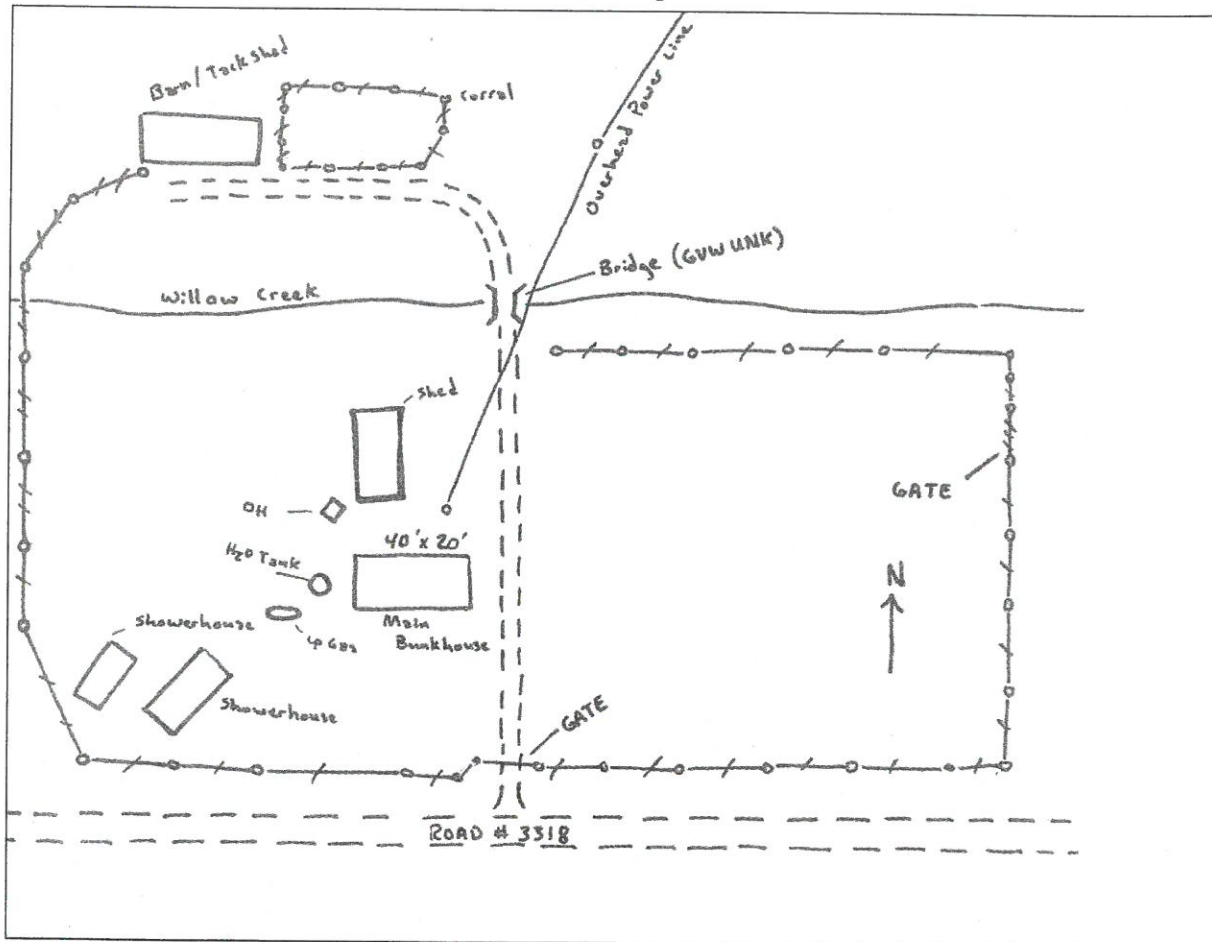 Barn/Tack Shed
Corral
Overhead Power Line
Bridge (GVW UNK)
Willow Creek
Shed
GATE
OH
40' x 20'
H2O Tank
N
LP Gas
Main
Bunkhouse
Showerhouse
Showerhouse
GATE
ROAD # 3318